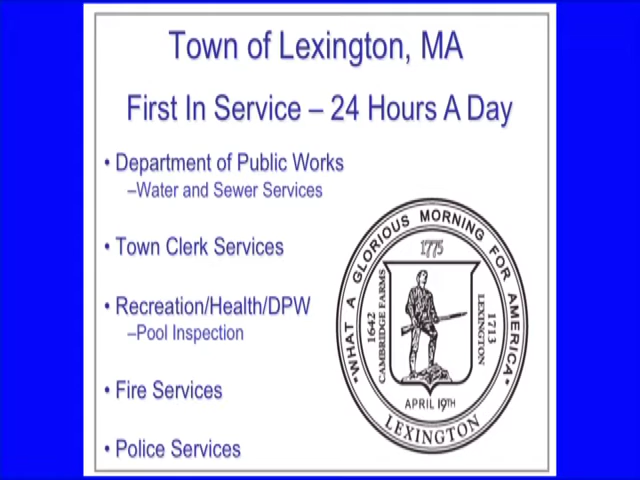 Town of Lexington, MA
First In Service – 24 Hours A Day
• Department of Public Works
–Water and Sewer Services
• Town Clerk Services
• Recreation/Health/DPW
–Pool Inspection
• Fire Services
• Police Services
"WHAT A GLORIOUS MORNING FOR AMERICA"
1775
1642
CAMBRIDGE FARMS
1713
LEXINGTON
APRIL 19TH
LEXINGTON